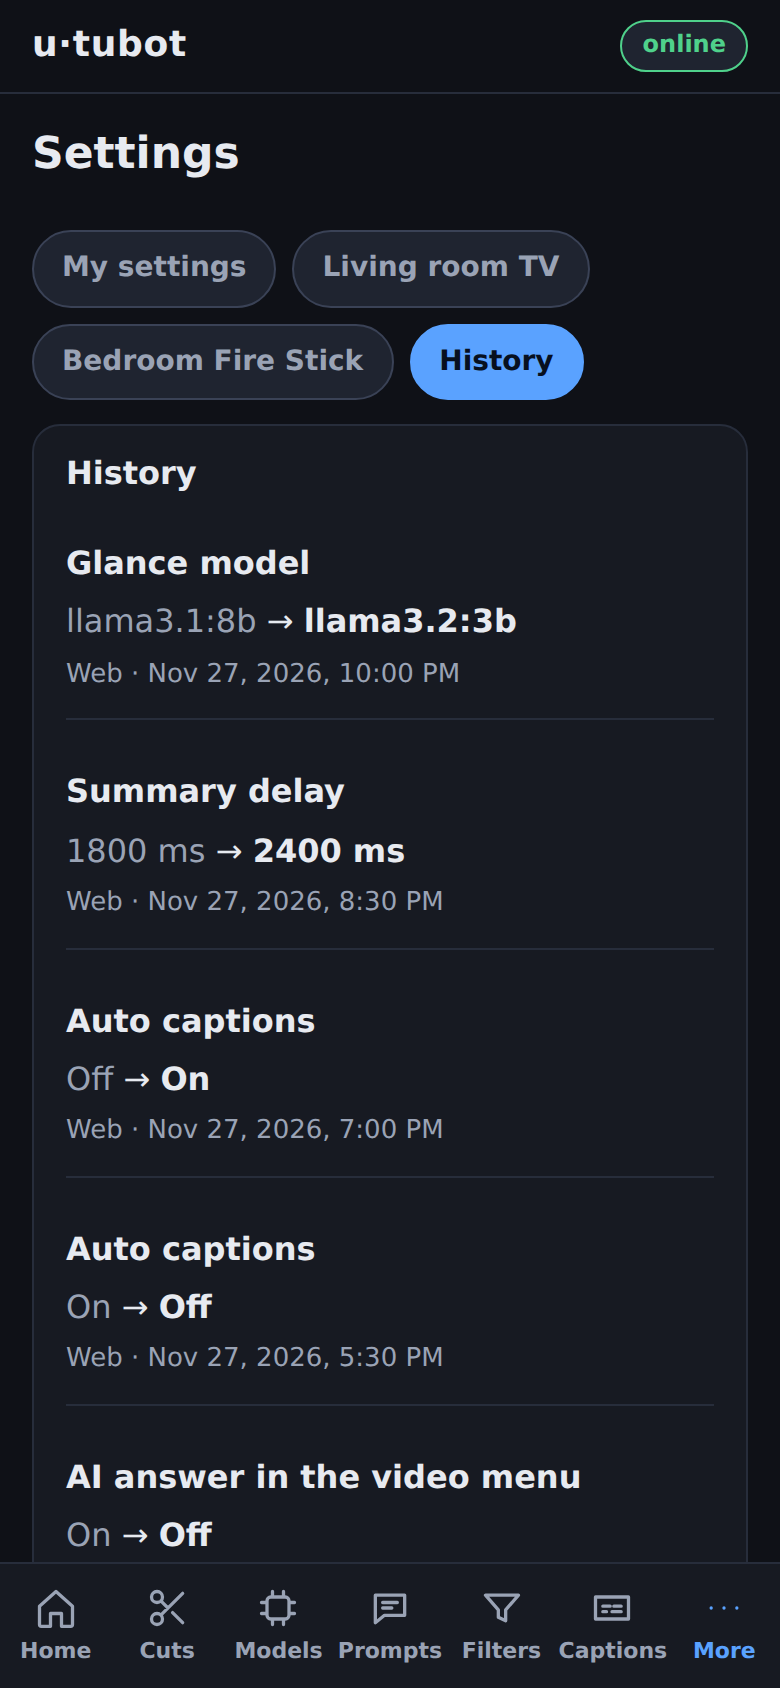 u·tubot
online
Settings
My settings
Living room TV
Bedroom Fire Stick
History
History
Glance model
llama3.1:8b → llama3.2:3b
Web · Nov 27, 2026, 10:00 PM
Summary delay
1800 ms → 2400 ms
Web · Nov 27, 2026, 8:30 PM
Auto captions
Off → On
Web · Nov 27, 2026, 7:00 PM
Auto captions
On → Off
Web · Nov 27, 2026, 5:30 PM
AI answer in the video menu
On → Off
Home
Cuts
Models
Prompts
Filters
Captions
More